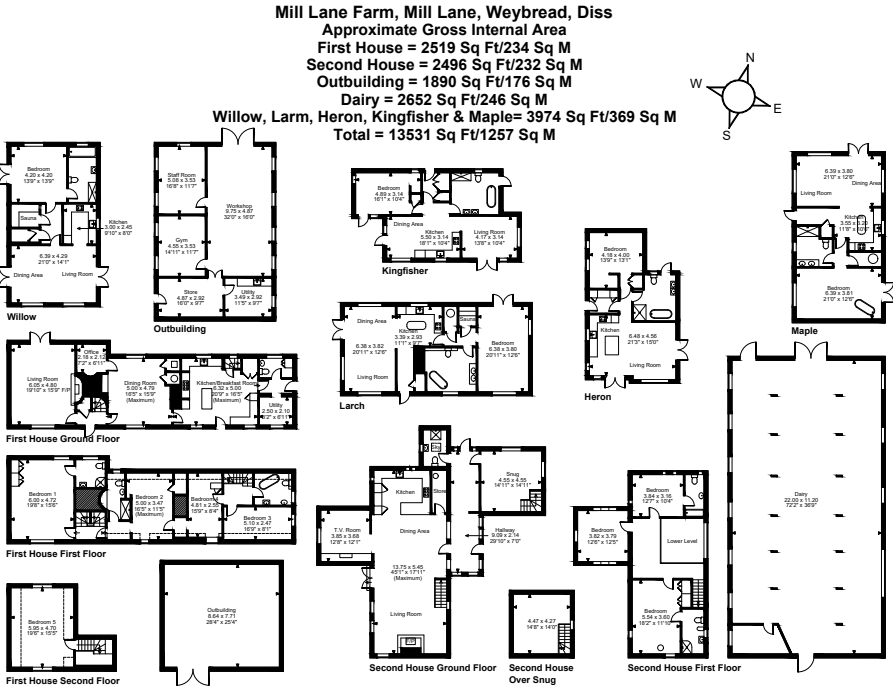 Mill Lane Farm, Mill Lane, Weybread, Diss
Approximate Gross Internal Area
First House = 2519 Sq Ft/234 Sq M
Second House = 2496 Sq Ft/232 Sq M
Outbuilding = 1890 Sq Ft/176 Sq M
Dairy = 2652 Sq Ft/246 Sq M
Willow, Larm, Heron, Kingfisher & Maple= 3974 Sq Ft/369 Sq M
Total = 13531 Sq Ft/1257 Sq M
N
W
E
S
Bedroom
4.20 x 4.20
13'9" x 13'9"
Sauna
Kitchen
3.00 x 2.45
9'10" x 8'0"
6.39 x 4.29
21'0" x 14'1"
Dining Area
Living Room
Willow
Staff Room
5.08 x 3.53
16'8" x 11'7"
Workshop
9.75 x 4.87
32'0" x 16'0"
Gym
4.55 x 3.53
14'11" x 11'7"
Store
4.87 x 2.92
16'0" x 9'7"
Utility
3.49 x 2.92
11'5" x 9'7"
Outbuilding
Bedroom
4.89 x 3.14
16'1" x 10'4"
Dining Area
Kitchen
5.50 x 3.14
18'1" x 10'4"
Living Room
4.17 x 3.14
13'8" x 10'4"
Kingfisher
Bedroom
4.18 x 4.00
13'9" x 13'1"
Kitchen
6.48 x 4.56
21'3" x 15'0"
Living Room
Heron
6.39 x 3.80
21'0" x 12'6"
Living Room
Dining Area
Kitchen
Bedroom
6.39 x 3.81
21'0" x 12'6"
Maple
Dining Area
6.38 x 3.82
20'11" x 12'6"
Living Room
Kitchen
3.39 x 2.93
Sauna
Bedroom
6.38 x 3.80
20'11" x 12'6"
Larch
Living Room
6.05 x 4.80
19'10" x 15'9"
F/P
Office
2.18 x 2.12
7'2" x 6'11"
Dining Room
5.00 x 4.79
16'5" x 15'9"
(Maximum)
Kitchen/Breakfast Room
6.32 x 5.00
20'9" x 16'5"
(Maximum)
Utility
2.50 x 2.10
8'2" x 6'11"
First House Ground Floor
Bedroom 1
6.00 x 4.72
19'8" x 15'6"
Bedroom 2
5.00 x 3.47
16'5" x 11'5"
(Maximum)
Bedroom 4
4.81 x 2.55
15'9" x 8'4"
Bedroom 3
5.10 x 2.47
16'9" x 8'1"
First House First Floor
Bedroom 5
5.95 x 4.70
19'6" x 15'5"
First House Second Floor
Outbuilding
8.64 x 7.71
28'4" x 25'4"
Kitchen
Store
T.V. Room
3.85 x 3.68
12'8" x 12'1"
Dining Area
Snug
4.55 x 4.55
14'11" x 14'11"
Hallway
9.09 x 2.14
29'10" x 7'0"
13.75 x 5.45
45'1" x 17'11"
(Maximum)
Living Room
Second House Ground Floor
4.47 x 4.27
14'8" x 14'0"
Second House
Over Snug
Bedroom
3.84 x 3.16
12'7" x 10'4"
Bedroom
3.82 x 3.79
12'6" x 12'5"
Lower Level
Bedroom
5.54 x 3.60
18'2" x 11'10"
Second House First Floor
Dairy
22.00 x 11.20
72'2" x 36'9"